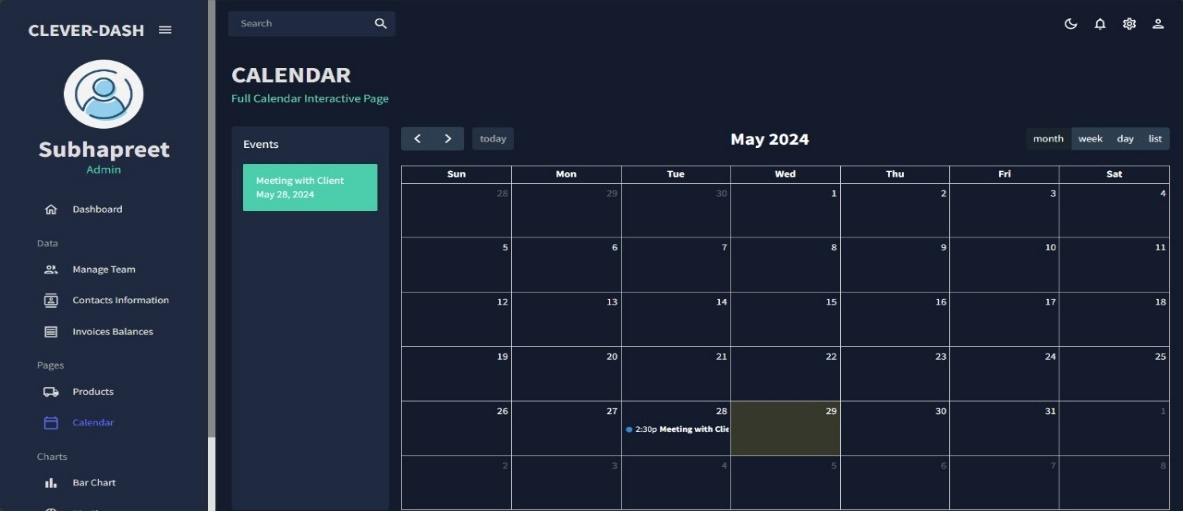 CLEVER-DASH
Subhapreet
Admin
Dashboard
Data
Manage Team
Contacts Information
Invoices Balances
Pages
Products
Calendar
Charts
Bar Chart
Search
CALENDAR
Full Calendar Interactive Page
Events
Meeting with Client
May 28, 2024
today
May 2024
month week day list
Sun Mon Tue Wed Thu Fri Sat
28 29 30 1 2 3 4
5 6 7 8 9 10 11
12 13 14 15 16 17 18
19 20 21 22 23 24 25
26 27 28 29 30 31 1
2:30p Meeting with Clie
2 3 4 5 6 7 8